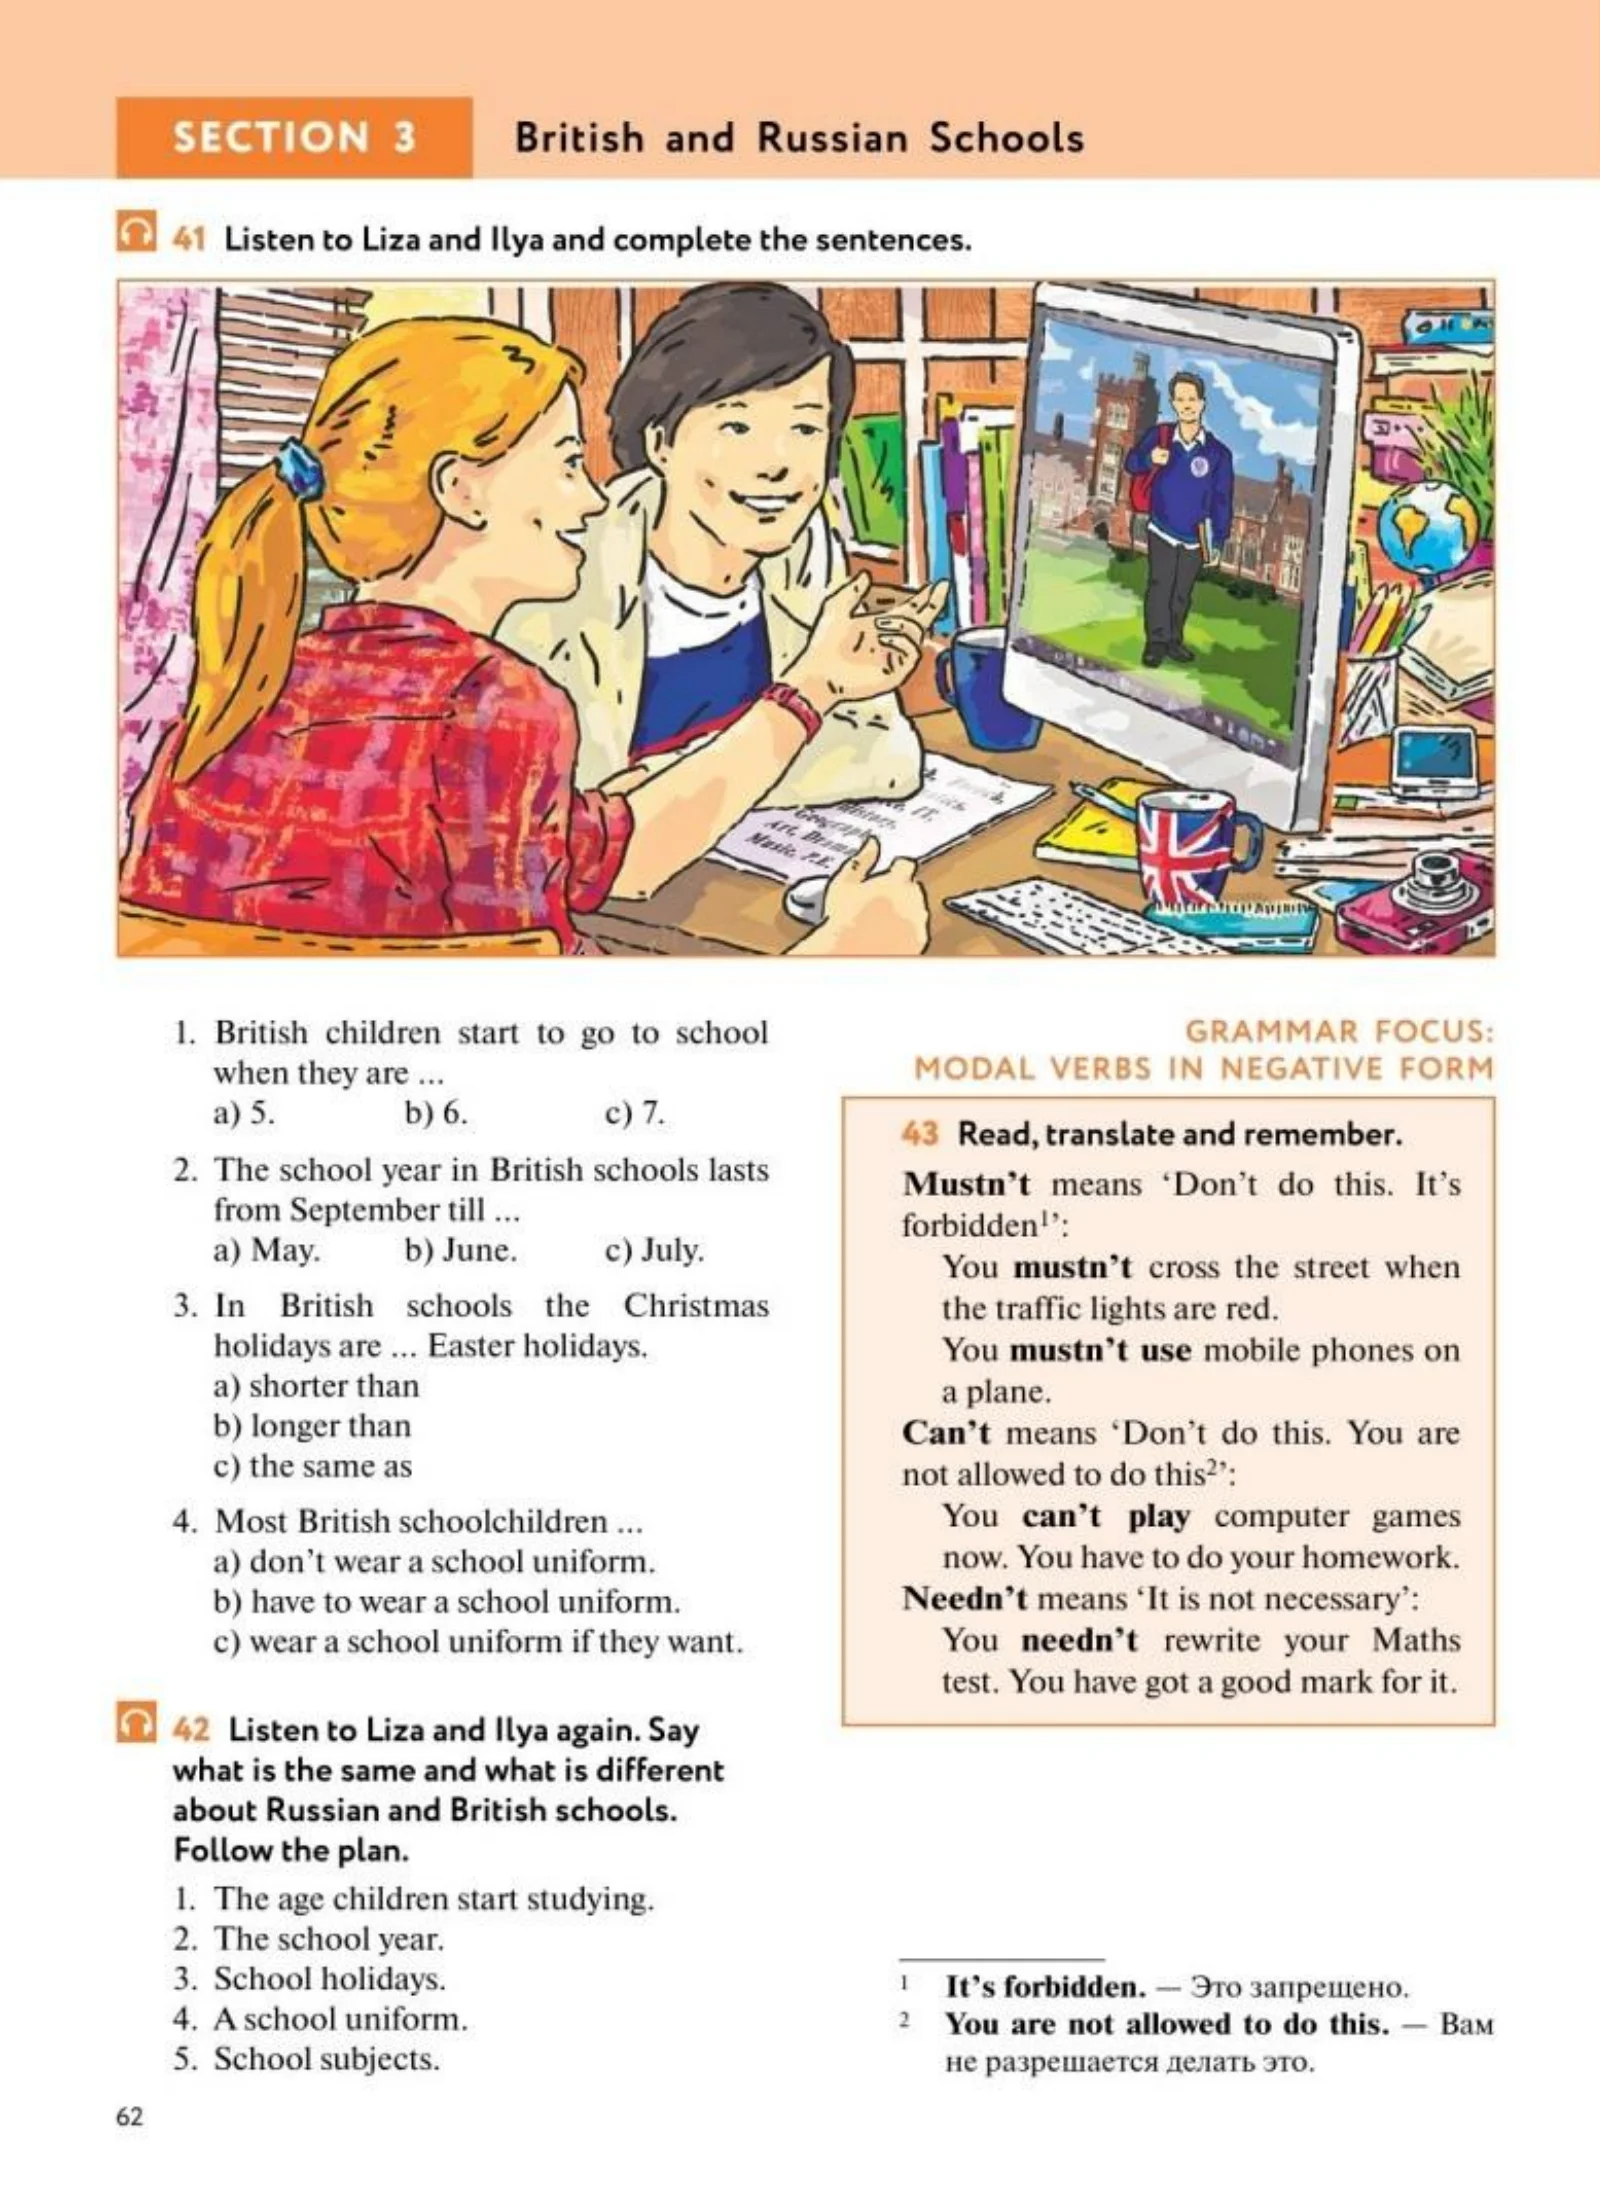 SECTION 3
British and Russian Schools
41 Listen to Liza and Ilya and complete the sentences.
History,
IT,
Geography
Art, Drama
Music, P.E.
1. British children start to go to school
when they are ...
a) 5. b) 6. c) 7.
2. The school year in British schools lasts
from September till ...
a) May. b) June. c) July.
3. In British schools the Christmas
holidays are ... Easter holidays.
a) shorter than
b) longer than
c) the same as
4. Most British schoolchildren ...
a) don't wear a school uniform.
b) have to wear a school uniform.
c) wear a school uniform if they want.
42 Listen to Liza and Ilya again. Say
what is the same and what is different
about Russian and British schools.
Follow the plan.
1. The age children start studying.
2. The school year.
3. School holidays.
4. A school uniform.
5. School subjects.
GRAMMAR FOCUS:
MODAL VERBS IN NEGATIVE FORM
43 Read, translate and remember.
Mustn't means 'Don't do this. It's
forbidden¹':
You mustn't cross the street when
the traffic lights are red.
You mustn't use mobile phones on
a plane.
Can't means 'Don't do this. You are
not allowed to do this²':
You can't play computer games
now. You have to do your homework.
Needn't means 'It is not necessary':
You needn't rewrite your Maths
test. You have got a good mark for it.
1 It's forbidden. — Это запрещено.
2 You are not allowed to do this. — Вам
не разрешается делать это.
62